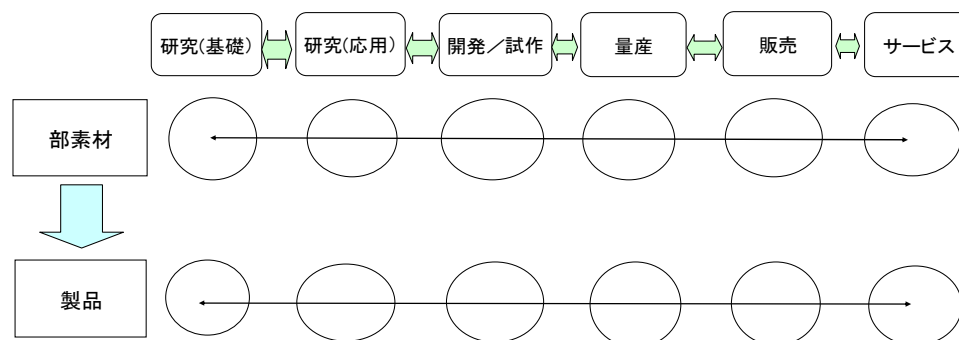 研究(基礎)
研究(応用)
開発／試作
量産
販売
サービス
部素材
製品